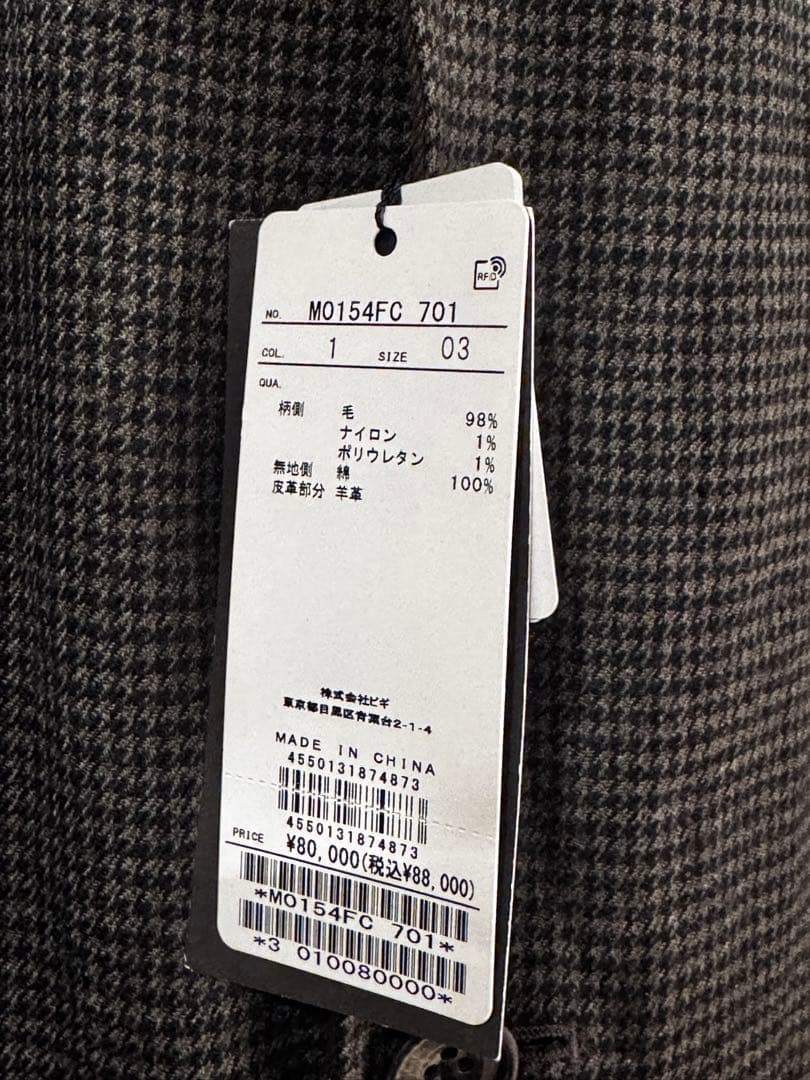 RFID
NO. M0154FC 701
COL. 1 SIZE 03
QUA.
柄側 毛 98%
ナイロン 1%
ポリウレタン 1%
無地側 綿 100%
皮革部分 羊革
株式会社ビギ
東京都目黒区青葉台2-1-4
MADE IN CHINA
4550131874873
4550131874873
PRICE ¥80,000(税込¥88,000)
*M0154FC 701*
*3 010080000*